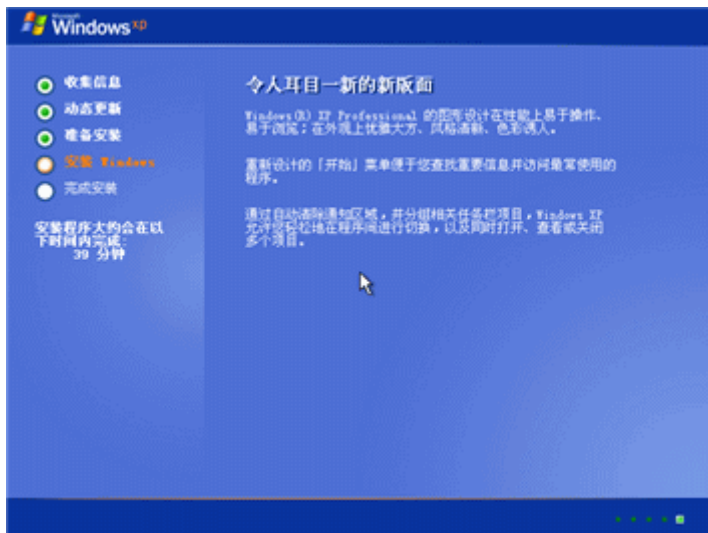 Microsoft
Windows xp
收集信息
动态更新
准备安装
安装 Windows
完成安装
安装程序大约会在以
下时间内完成:
39 分钟
令人耳目一新的新版面
Windows(R) XP Professional 的图形设计在性能上易于操作、
易于浏览；在外观上优雅大方、风格清新、色彩诱人。
重新设计的「开始」菜单便于您查找重要信息并访问最常使用的
程序。
通过自动清除通知区域，并分组相关任务栏项目，Windows XP
允许您轻松地在程序间进行切换，以及同时打开、查看或关闭
多个项目。